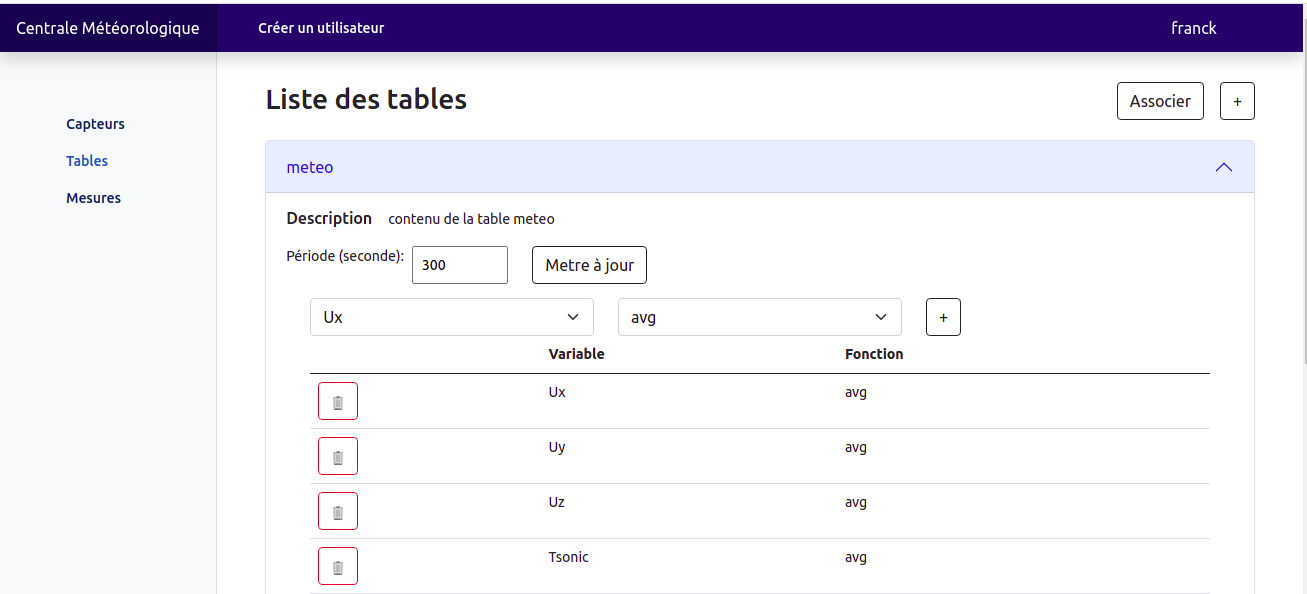 Centrale Météorologique Créer un utilisateur franck
Liste des tables Associer +
Capteurs
Tables
Mesures
meteo
Description contenu de la table meteo
Période (seconde): 300 Metre à jour
Ux avg +
Variable Fonction
Ux avg
Uy avg
Uz avg
Tsonic avg